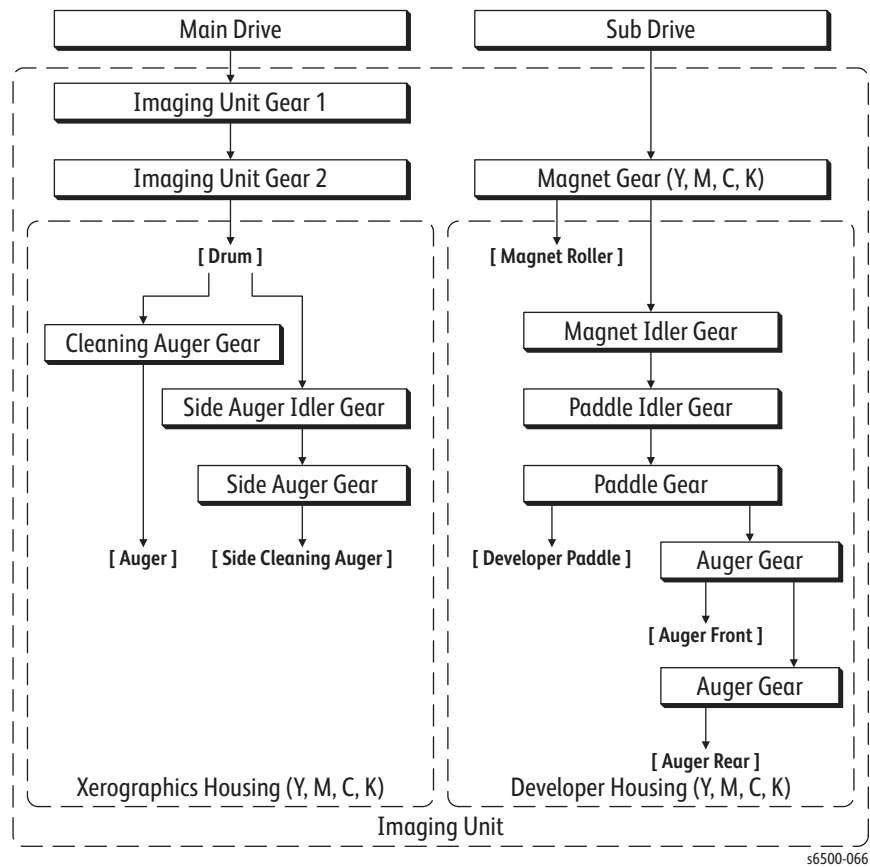 Main Drive
Sub Drive
Imaging Unit Gear 1
Imaging Unit Gear 2
Magnet Gear (Y, M, C, K)
[ Drum ]
[ Magnet Roller ]
Cleaning Auger Gear
Magnet Idler Gear
Side Auger Idler Gear
Paddle Idler Gear
Side Auger Gear
Paddle Gear
[ Auger ]
[ Side Cleaning Auger ]
[ Developer Paddle ]
Auger Gear
[ Auger Front ]
Auger Gear
[ Auger Rear ]
Xerographics Housing (Y, M, C, K)
Developer Housing (Y, M, C, K)
Imaging Unit
s6500-066